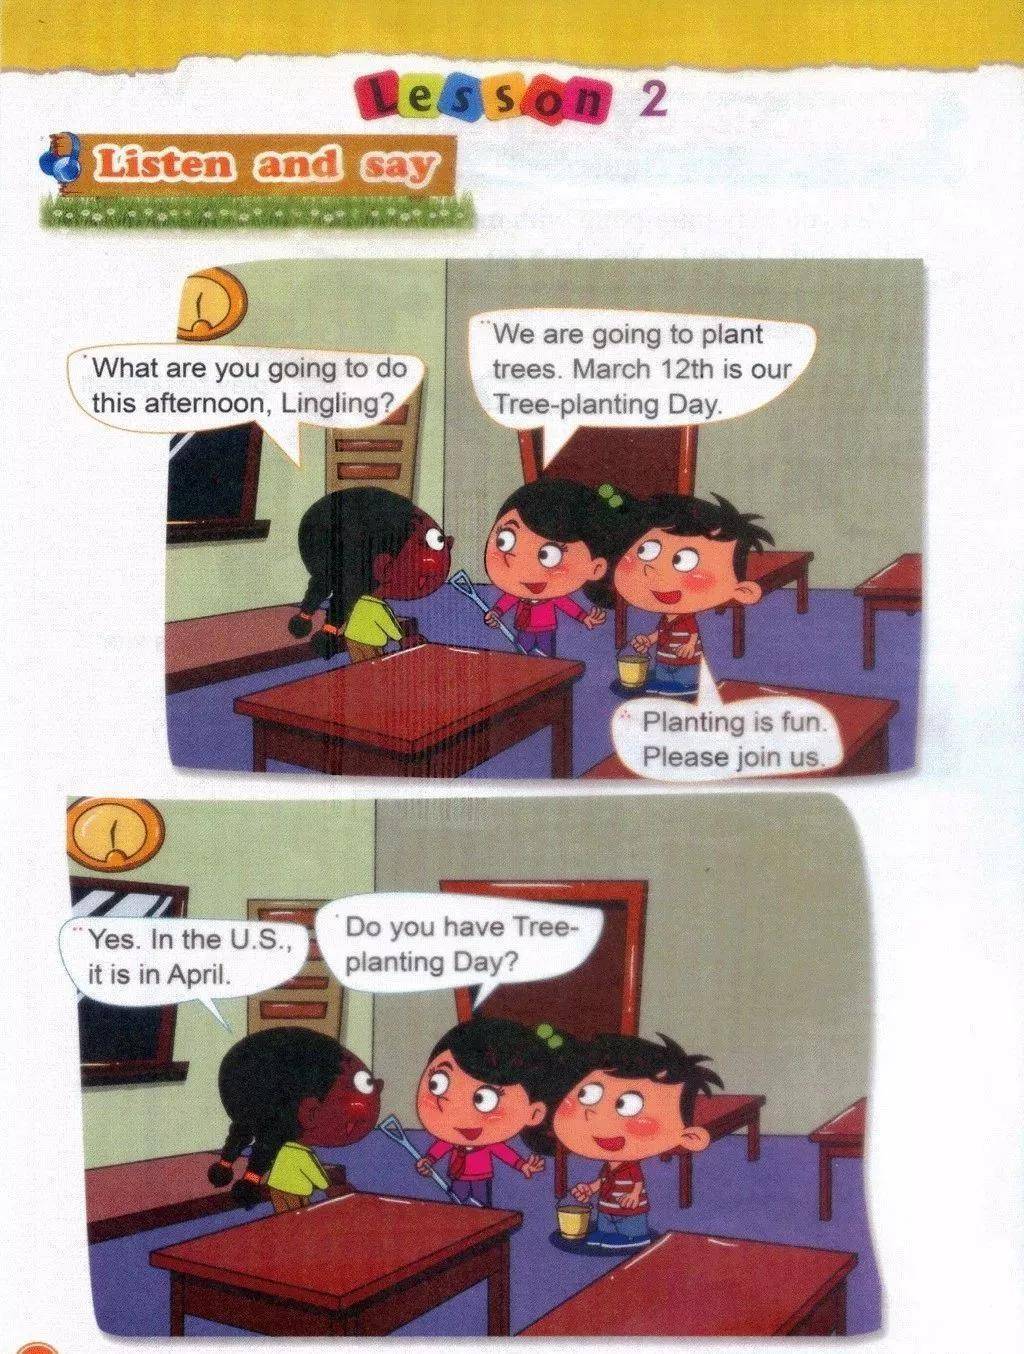 Lesson 2
Listen and say
What are you going to do
this afternoon, Lingling?
We are going to plant
trees. March 12th is our
Tree-planting Day.
Planting is fun.
Please join us.
Do you have Tree-
planting Day?
Yes. In the U.S.,
it is in April.